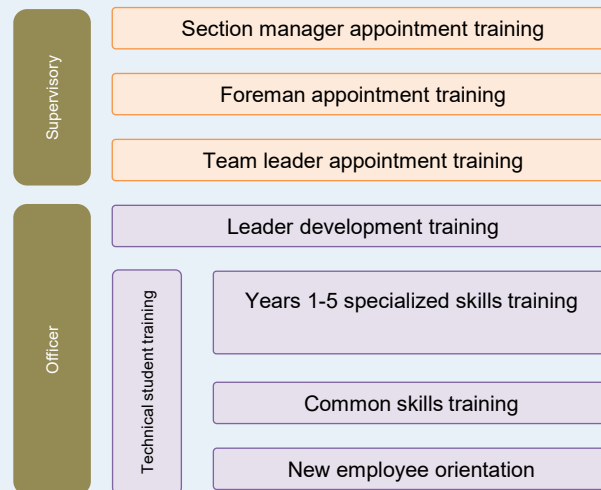 Supervisory
Section manager appointment training
Foreman appointment training
Team leader appointment training
Officer
Leader development training
Technical student training
Years 1-5 specialized skills training
Common skills training
New employee orientation